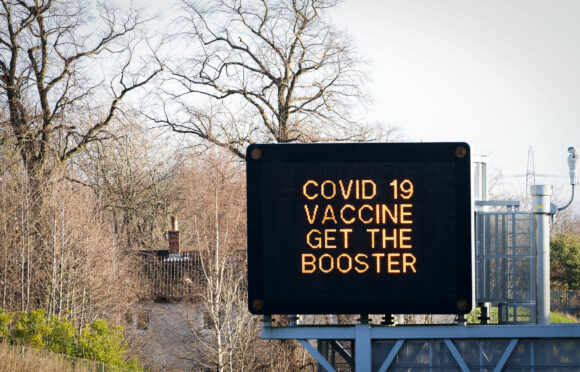 COVID 19
VACCINE
GET THE
BOOSTER